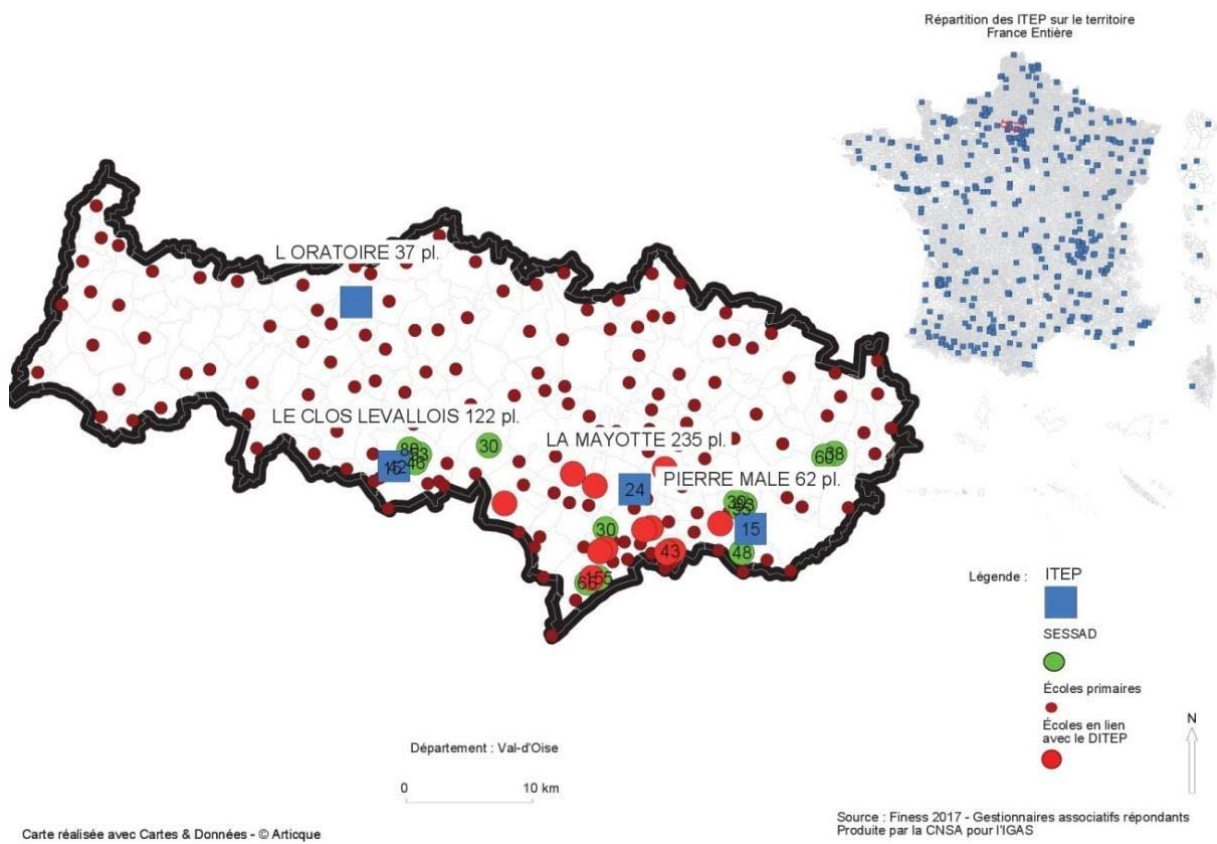 Répartition des ITEP sur le territoire
France Entière
L ORATOIRE 37 pl.
LE CLOS LEVALLOIS 122 pl.
30
LA MAYOTTE 235 pl.
PIERRE MALE 62 pl.
24
38
15
30
48
43
Légende :
ITEP
SESSAD
Écoles primaires
Écoles en lien
avec le DITEP
N
Département : Val-d'Oise
0
10 km
Carte réalisée avec Cartes & Données - © Articque
Source : Finess 2017 - Gestionnaires associatifs répondants
Produite par la CNSA pour l'IGAS